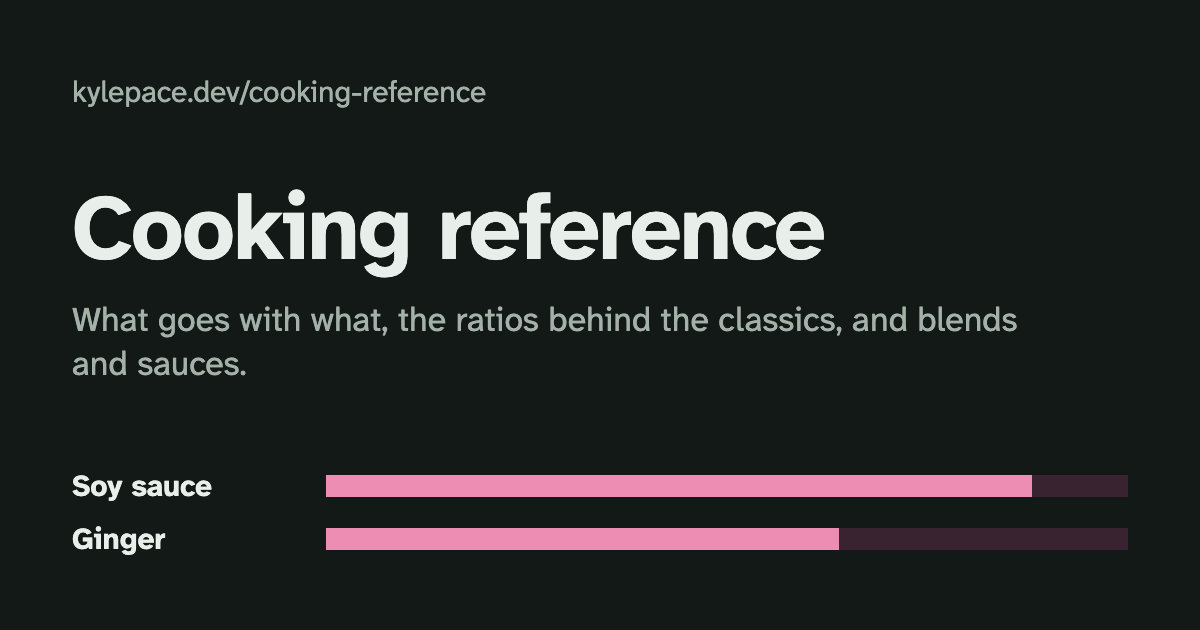 kylepace.dev/cooking-reference
Cooking reference
What goes with what, the ratios behind the classics, and blends
and sauces.
Soy sauce
Ginger